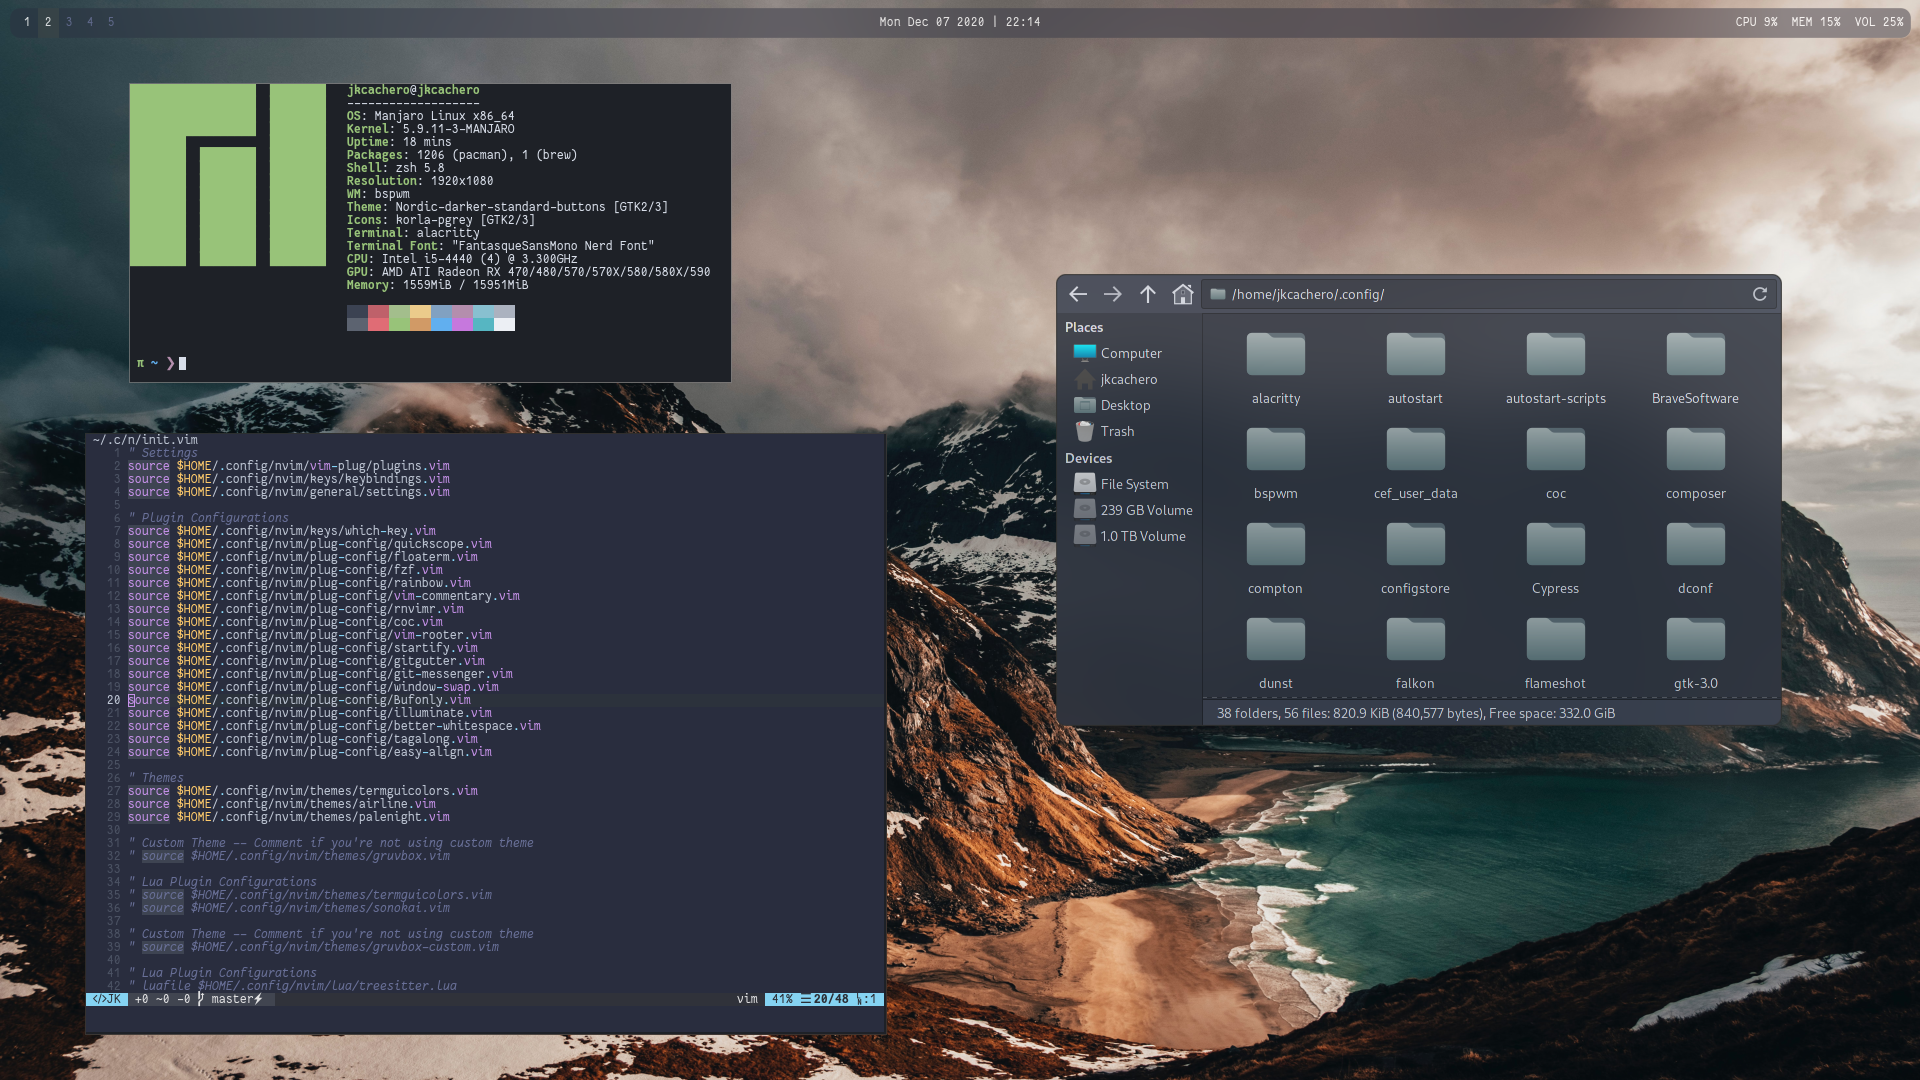 1 2 3 4 5
Mon Dec 07 2020 | 22:14
CPU 9% MEM 15% VOL 25%
jkcachero@jkcachero
-------------------
OS: Manjaro Linux x86_64
Kernel: 5.9.11-3-MANJARO
Uptime: 18 mins
Packages: 1206 (pacman), 1 (brew)
Shell: zsh 5.8
Resolution: 1920x1080
WM: bspwm
Theme: Nordic-darker-standard-buttons [GTK2/3]
Icons: korla-pgrey [GTK2/3]
Terminal: alacritty
Terminal Font: "FantasqueSansMono Nerd Font"
CPU: Intel i5-4440 (4) @ 3.300GHz
GPU: AMD ATI Radeon RX 470/480/570/570X/580/580X/590
Memory: 1559MiB / 15951MiB
π ~ ❯
~/.c/n/init.vim
1 " Settings
2 source $HOME/.config/nvim/vim-plug/plugins.vim
3 source $HOME/.config/nvim/keys/keybindings.vim
4 source $HOME/.config/nvim/general/settings.vim
5
6 " Plugin Configurations
7 source $HOME/.config/nvim/keys/which-key.vim
8 source $HOME/.config/nvim/plug-config/quickscope.vim
9 source $HOME/.config/nvim/plug-config/floaterm.vim
10 source $HOME/.config/nvim/plug-config/fzf.vim
11 source $HOME/.config/nvim/plug-config/rainbow.vim
12 source $HOME/.config/nvim/plug-config/vim-commentary.vim
13 source $HOME/.config/nvim/plug-config/rnvimr.vim
14 source $HOME/.config/nvim/plug-config/coc.vim
15 source $HOME/.config/nvim/plug-config/vim-rooter.vim
16 source $HOME/.config/nvim/plug-config/startify.vim
17 source $HOME/.config/nvim/plug-config/gitgutter.vim
18 source $HOME/.config/nvim/plug-config/git-messenger.vim
19 source $HOME/.config/nvim/plug-config/window-swap.vim
20 source $HOME/.config/nvim/plug-config/Bufonly.vim
21 source $HOME/.config/nvim/plug-config/illuminate.vim
22 source $HOME/.config/nvim/plug-config/better-whitespace.vim
23 source $HOME/.config/nvim/plug-config/tagalong.vim
24 source $HOME/.config/nvim/plug-config/easy-align.vim
25
26 " Themes
27 source $HOME/.config/nvim/themes/termguicolors.vim
28 source $HOME/.config/nvim/themes/airline.vim
29 source $HOME/.config/nvim/themes/palenight.vim
30
31 " Custom Theme -- Comment if you're not using custom theme
32 " source $HOME/.config/nvim/themes/gruvbox.vim
33
34 " Lua Plugin Configurations
35 " source $HOME/.config/nvim/themes/termguicolors.vim
36 " source $HOME/.config/nvim/themes/sonokai.vim
37
38 " Custom Theme -- Comment if you're not using custom theme
39 " source $HOME/.config/nvim/themes/gruvbox-custom.vim
40
41 " Lua Plugin Configurations
42 " luafile $HOME/.config/nvim/lua/treesitter.lua
</>JK +0 ~0 -0 master⚡ vim 41% ☰20/48 :1
/home/jkcachero/.config/
Places
Computer
jkcachero
Desktop
Trash
Devices
File System
239 GB Volume
1.0 TB Volume
alacritty autostart autostart-scripts BraveSoftware
bspwm cef_user_data coc composer
compton configstore Cypress dconf
dunst falkon flameshot gtk-3.0
38 folders, 56 files: 820.9 KiB (840,577 bytes), Free space: 332.0 GiB